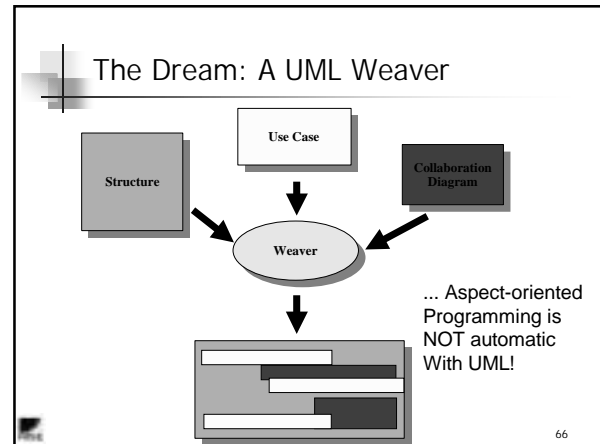 The Dream: A UML Weaver
Use Case
Structure
Collaboration
Diagram
Weaver
... Aspect-oriented
Programming is
NOT automatic
With UML!
66